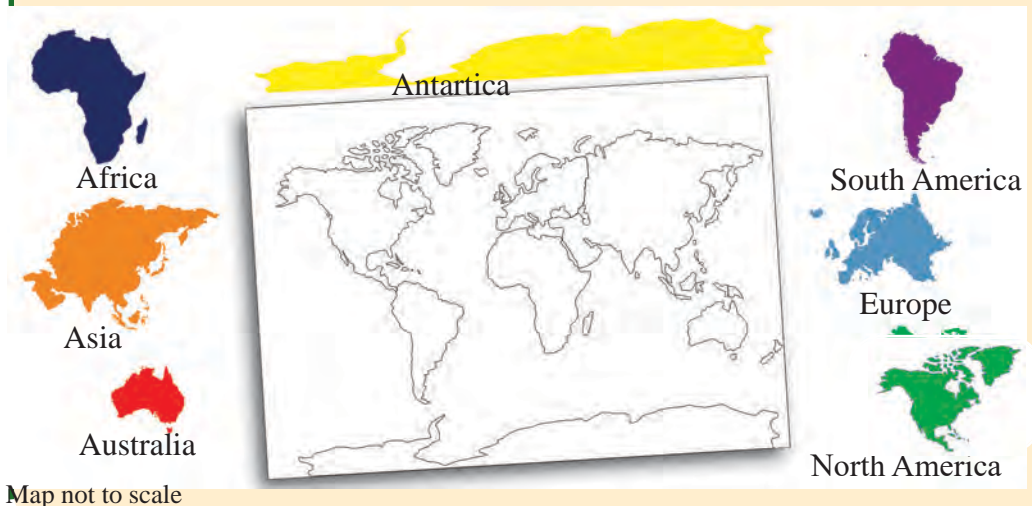 Antartica
Africa
South America
Asia
Europe
Australia
North America
Map not to scale